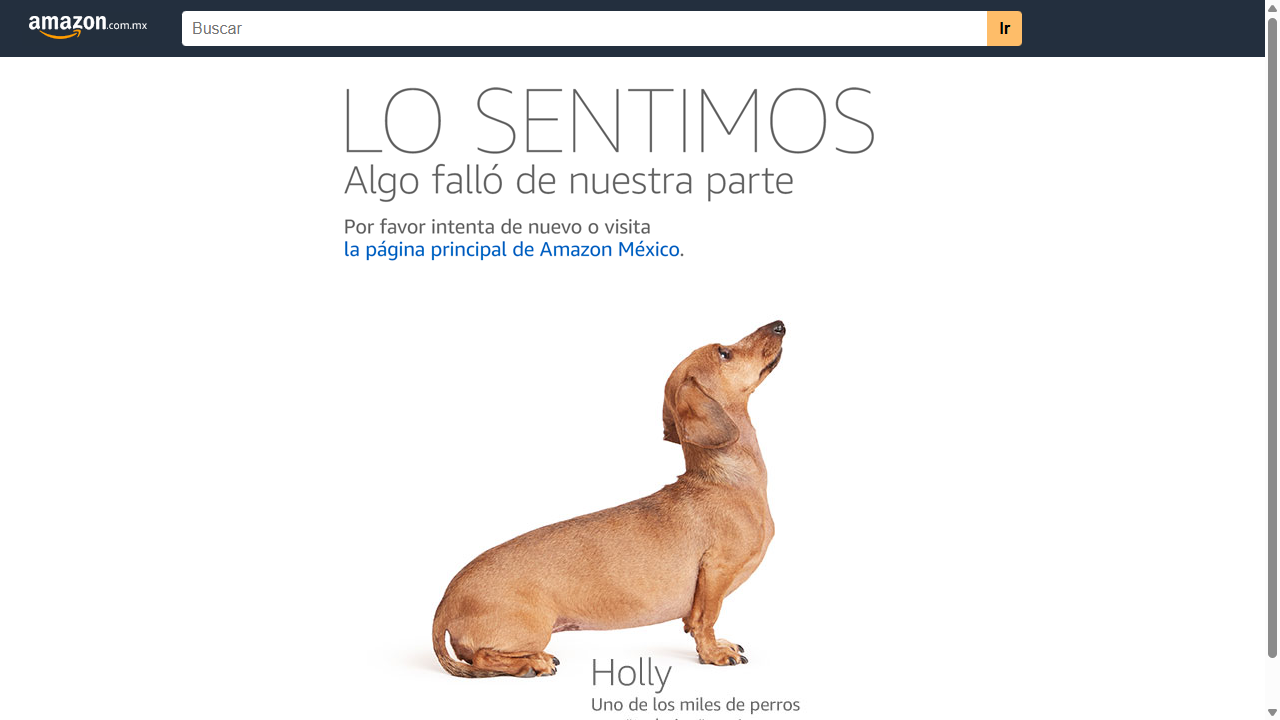 amazon.com.mx
Buscar
Ir
LO SENTIMOS
Algo falló de nuestra parte
Por favor intenta de nuevo o visita
la página principal de Amazon México.
Holly
Uno de los miles de perros